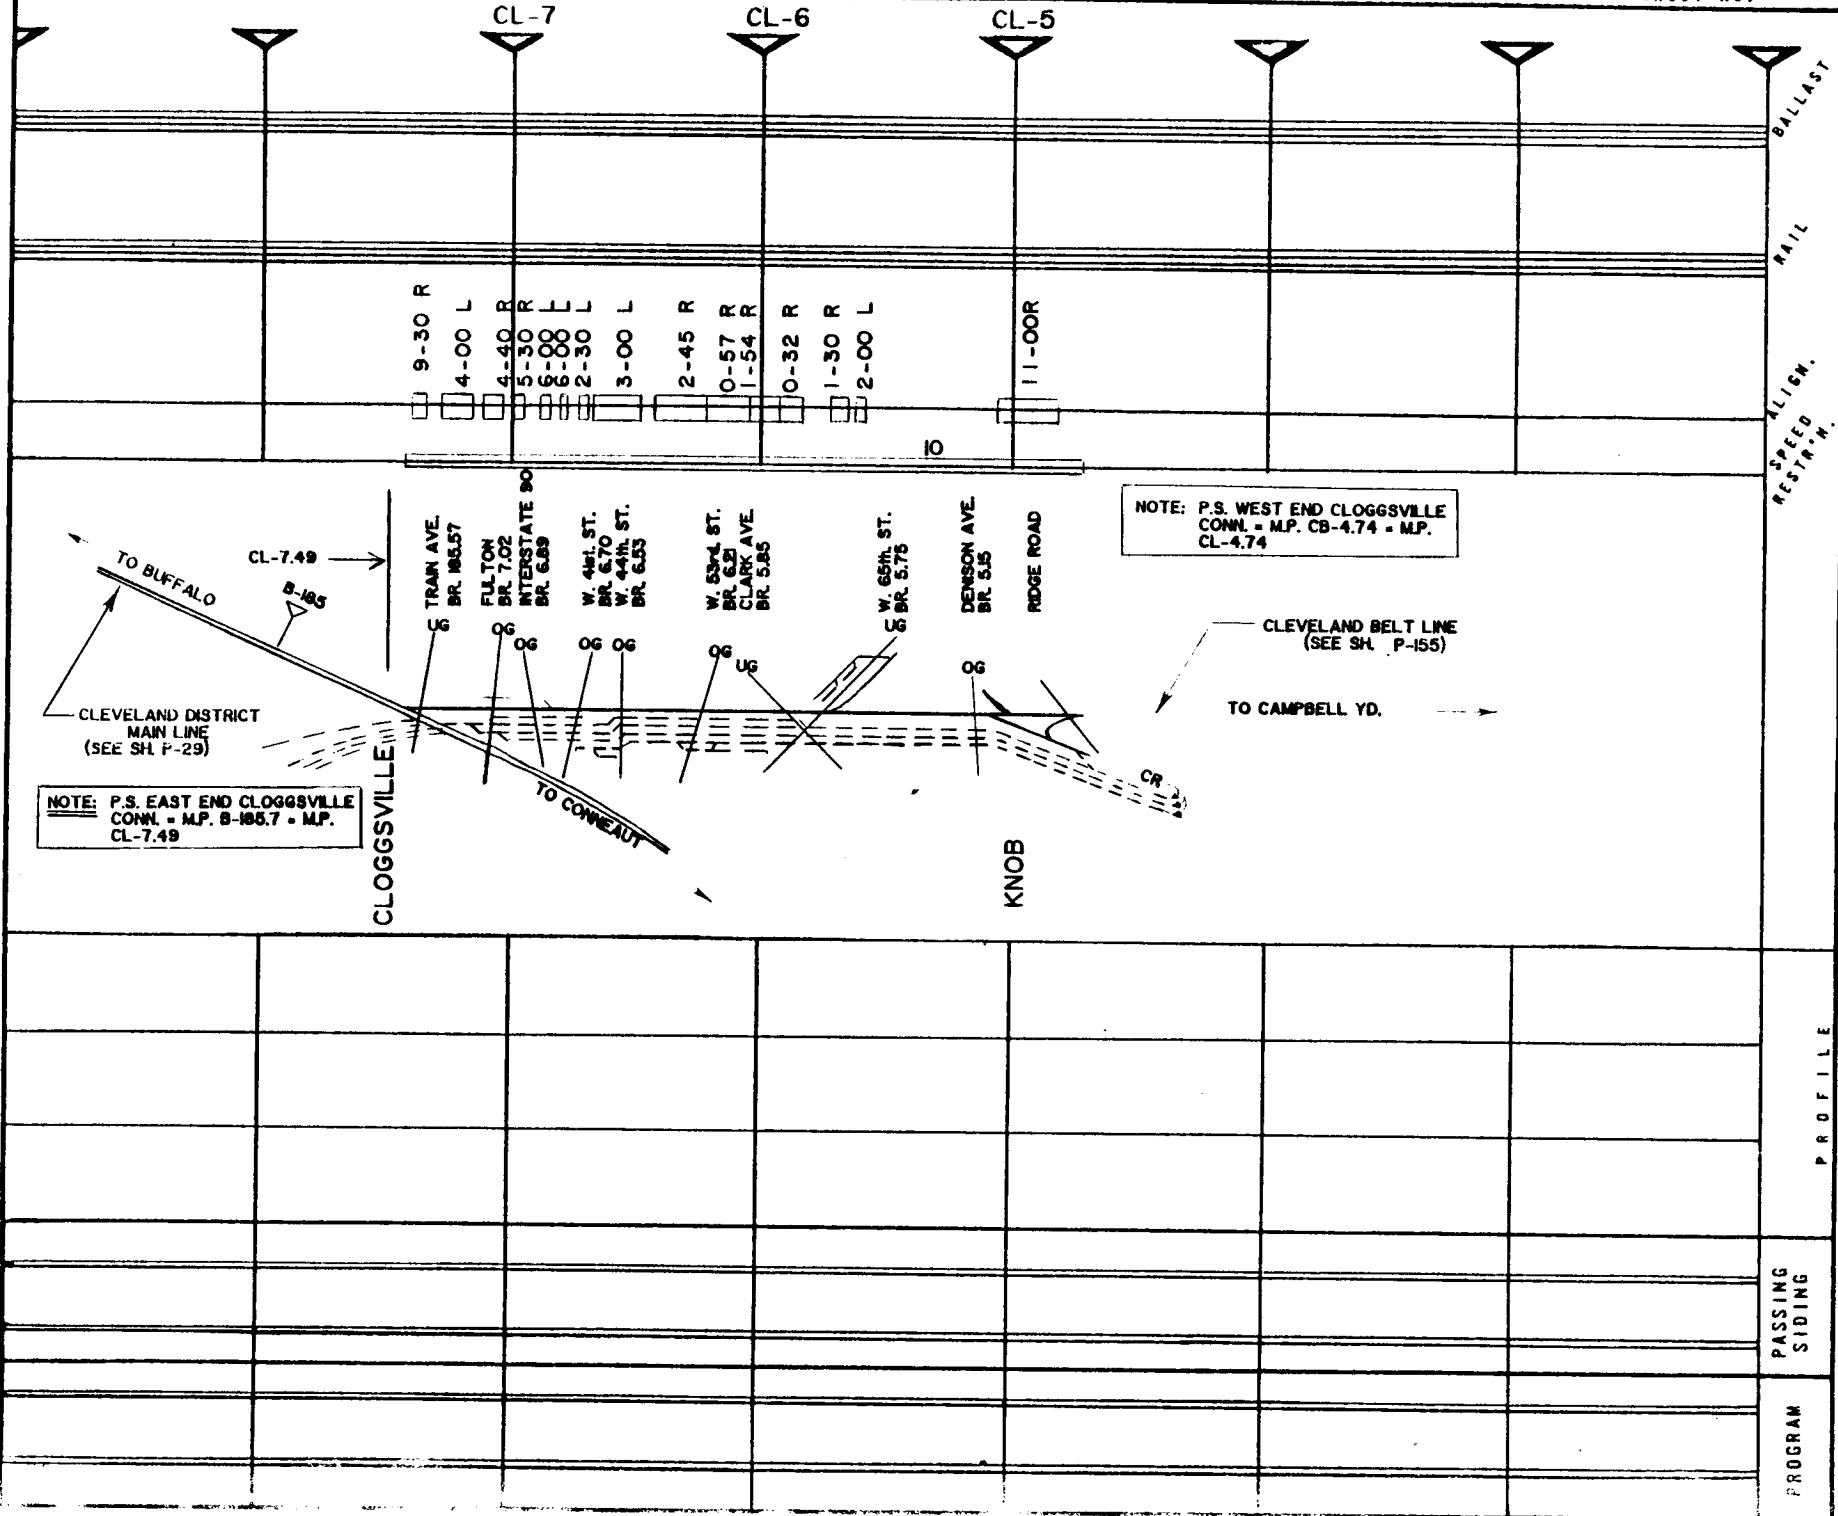 CL-7
CL-6
CL-5
BALLAST
RAIL
ALIGN.
SPEED
RESTR'N.
9-30 R
4-00 L
4-40 R
5-30 R
6-00 L
6-00 L
2-30 L
3-00 L
2-45 R
0-57 R
1-54 R
0-32 R
1-30 R
2-00 L
11-00R
10
NOTE: P.S. WEST END CLOGGSVILLE
CONN. = M.P. CB-4.74 = M.P.
CL-4.74
CL-7.49
TO BUFFALO
B-185
TRAIN AVE.
BR. 185.57
FULTON
BR. 7.02
INTERSTATE 90
BR. 6.89
W. 41st. ST.
BR. 6.70
W. 44th. ST.
BR. 6.53
W. 53rd. ST.
BR. 6.21
CLARK AVE.
BR. 5.85
W. 65th. ST.
BR. 5.75
DENISON AVE.
BR. 5.15
RIDGE ROAD
UG
OG
OG
OG
OG
OG
UG
UG
OG
CLEVELAND BELT LINE
(SEE SH. P-155)
TO CAMPBELL YD.
CLEVELAND DISTRICT
MAIN LINE
(SEE SH. P-29)
NOTE: P.S. EAST END CLOGGSVILLE
CONN. = M.P. B-185.7 = M.P.
CL-7.49
CLOGGSVILLE
TO CONNEAUT
CR
KNOB
PROFILE
PASSING
SIDING
PROGRAM